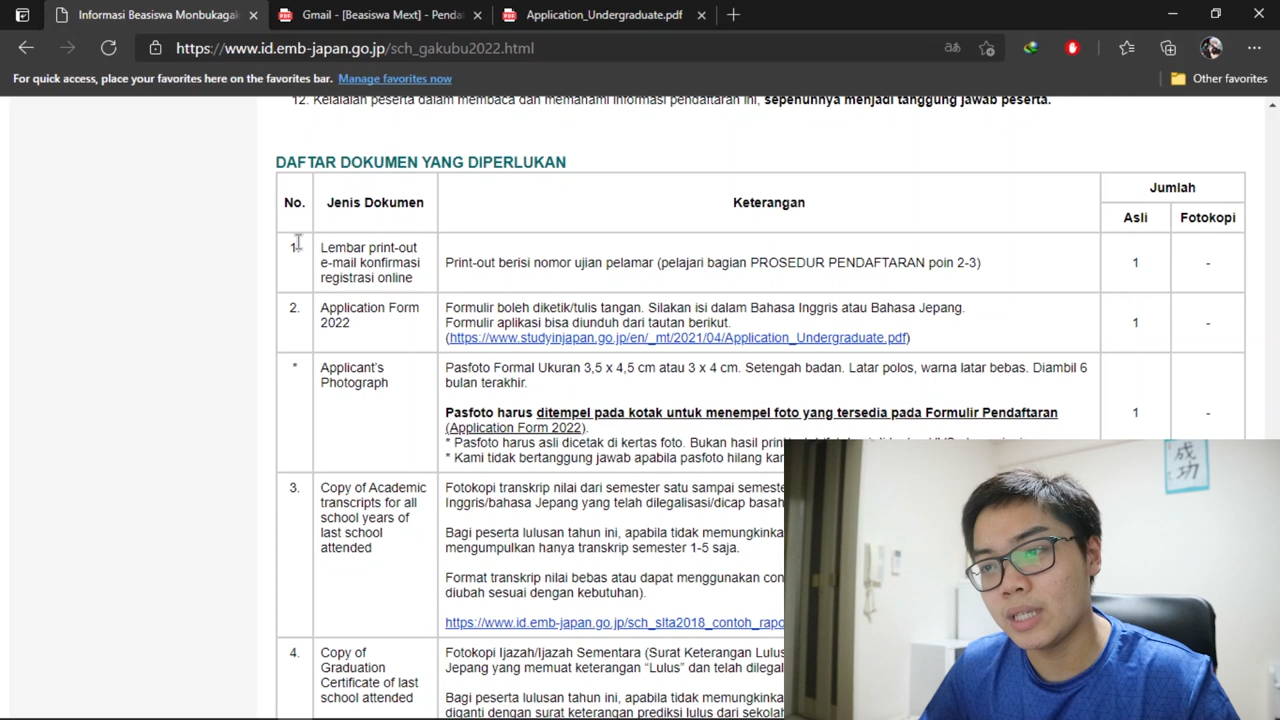 Informasi Beasiswa Monbukagak
Gmail - [Beasiswa Mext] - Penda
Application_Undergraduate.pdf
https://www.id.emb-japan.go.jp/sch_gakubu2022.html
For quick access, place your favorites here on the favorites bar. Manage favorites now
Other favorites
12. Kelalaian peserta dalam membaca dan memahami informasi pendaftaran ini, sepenuhnya menjadi tanggung jawab peserta.
DAFTAR DOKUMEN YANG DIPERLUKAN
No. Jenis Dokumen Keterangan Jumlah
Asli Fotokopi
1. Lembar print-out
e-mail konfirmasi
registrasi online
Print-out berisi nomor ujian pelamar (pelajari bagian PROSEDUR PENDAFTARAN poin 2-3)
1 -
2. Application Form
2022
Formulir boleh diketik/tulis tangan. Silakan isi dalam Bahasa Inggris atau Bahasa Jepang.
Formulir aplikasi bisa diunduh dari tautan berikut.
(https://www.studyinjapan.go.jp/en/_mt/2021/04/Application_Undergraduate.pdf)
1 -
* Applicant's
Photograph
Pasfoto Formal Ukuran 3,5 x 4,5 cm atau 3 x 4 cm. Setengah badan. Latar polos, warna latar bebas. Diambil 6
bulan terakhir.
Pasfoto harus ditempel pada kotak untuk menempel foto yang tersedia pada Formulir Pendaftaran
(Application Form 2022).
* Pasfoto harus asli dicetak di kertas foto. Bukan hasil print
* Kami tidak bertanggung jawab apabila pasfoto hilang
1 -
3. Copy of Academic
transcripts for all
school years of
last school
attended
Fotokopi transkrip nilai dari semester satu sampai semester
Inggris/bahasa Jepang yang telah dilegalisasi/dicap basah
Bagi peserta lulusan tahun ini, apabila tidak memungkinkan
mengumpulkan hanya transkrip semester 1-5 saja.
Format transkrip nilai bebas atau dapat menggunakan con
diubah sesuai dengan kebutuhan).
https://www.id.emb-japan.go.jp/sch_slta2018_contoh_rapo
4. Copy of
Graduation
Certificate of last
school attended
Fotokopi Ijazah/Ijazah Sementara (Surat Keterangan Lulus
Jepang yang memuat keterangan “Lulus” dan telah dilegal
Bagi peserta lulusan tahun ini, apabila tidak memungkinkan
diganti dengan surat keterangan prediksi lulus dari sekolah
成功